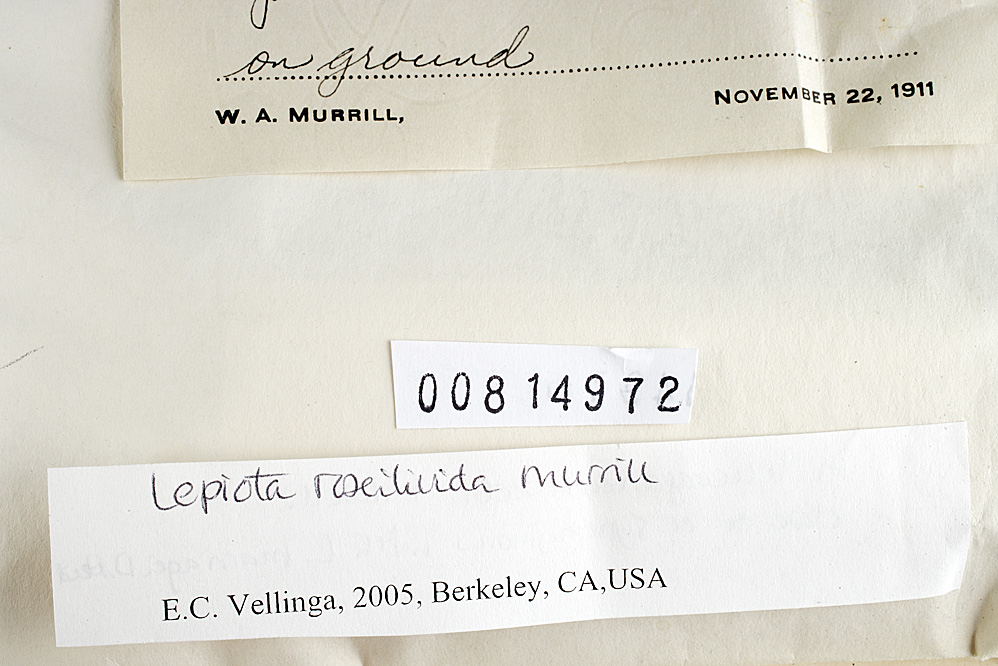 on ground
W. A. MURRILL, NOVEMBER 22, 1911
00814972
Lepiota roseilivida Murrill
E.C. Vellinga, 2005, Berkeley, CA,USA